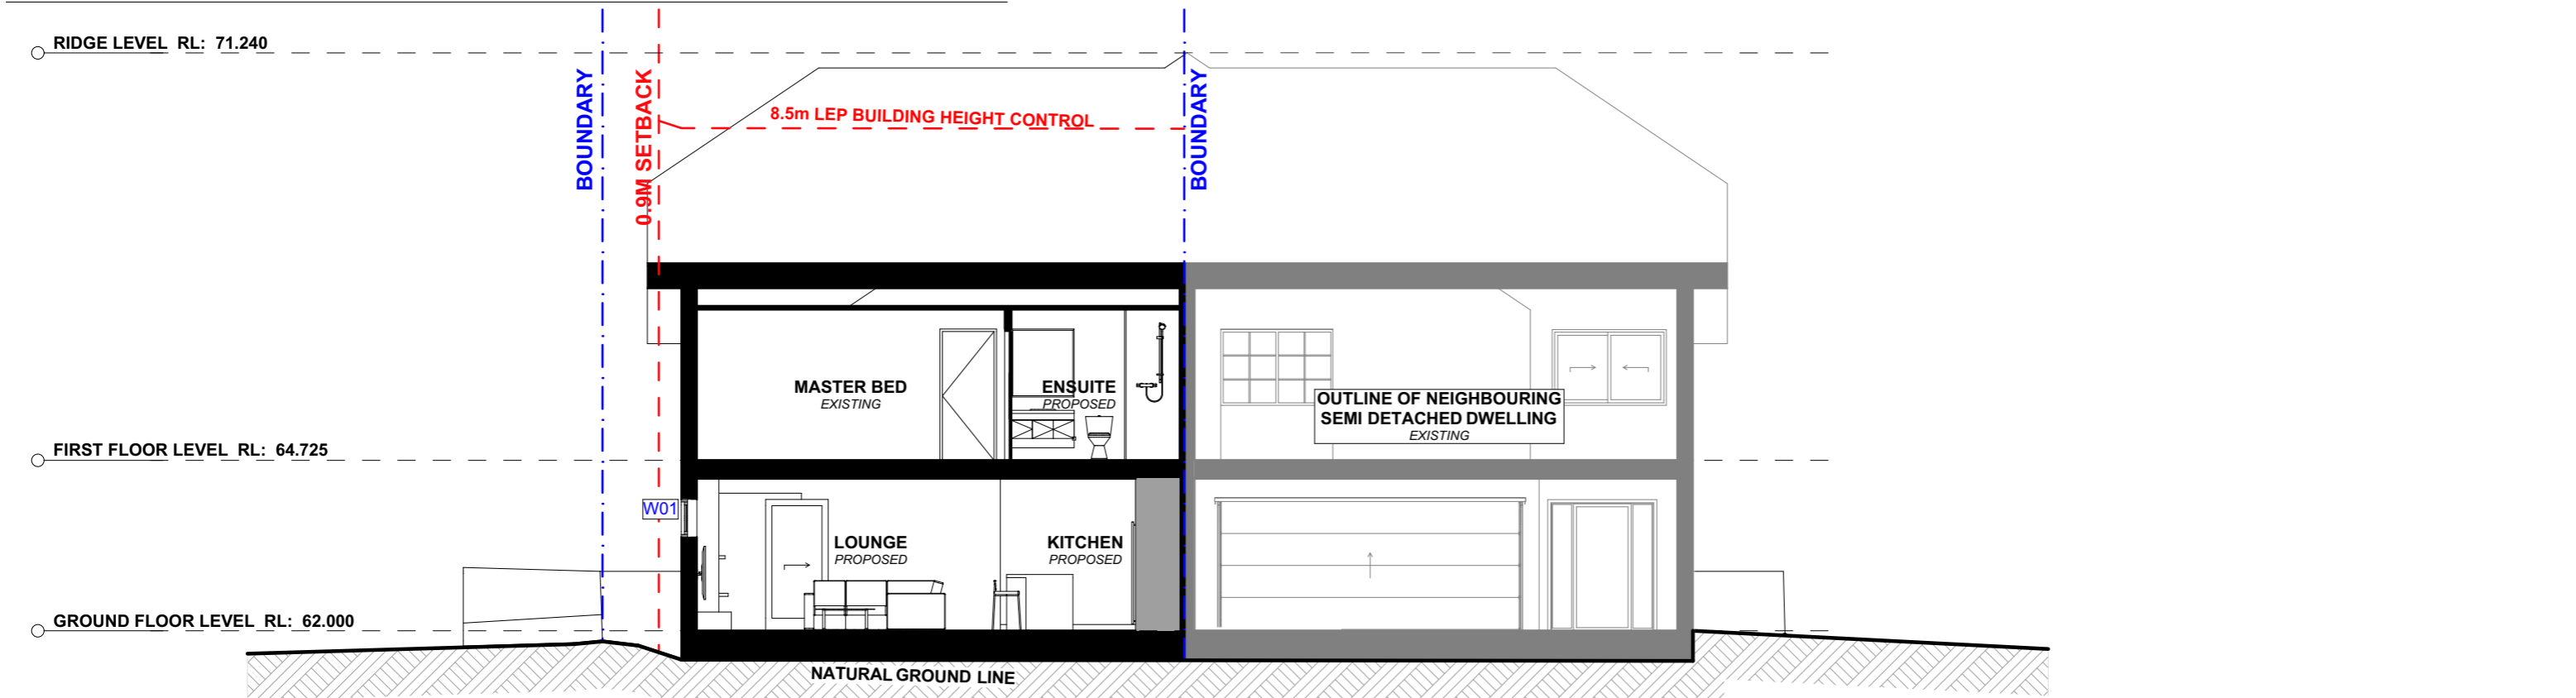 RIDGE LEVEL RL: 71.240
BOUNDARY
0.9M SETBACK
8.5m LEP BUILDING HEIGHT CONTROL
BOUNDARY
MASTER BED
EXISTING
ENSUITE
PROPOSED
OUTLINE OF NEIGHBOURING
SEMI DETACHED DWELLING
EXISTING
FIRST FLOOR LEVEL RL: 64.725
W01
LOUNGE
PROPOSED
KITCHEN
PROPOSED
GROUND FLOOR LEVEL RL: 62.000
NATURAL GROUND LINE